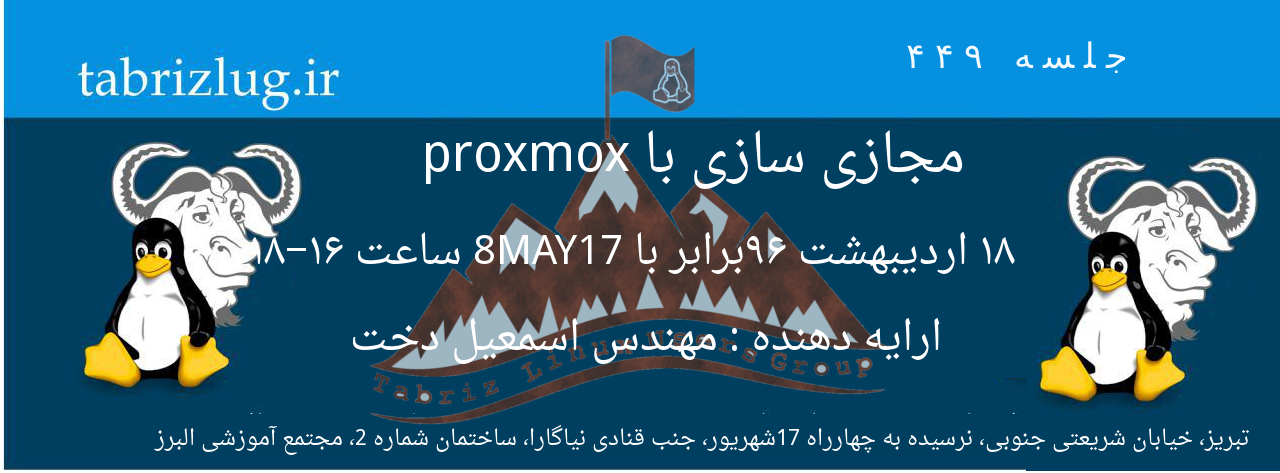 جلسه ۴۴۹
tabrizlug.ir
مجازی سازی با proxmox
۱۸ اردیبهشت ۹۶برابر با 8MAY17 ساعت ۱۶-۱۸
ارایه دهنده : مهندس اسمعیل دخت
Tabriz Linux Users Group
تبریز، خیابان شریعتی جنوبی، نرسیده به چهارراه 17شهریور، جنب قنادی نیاگارا، ساختمان شماره 2، مجتمع آموزشی البرز